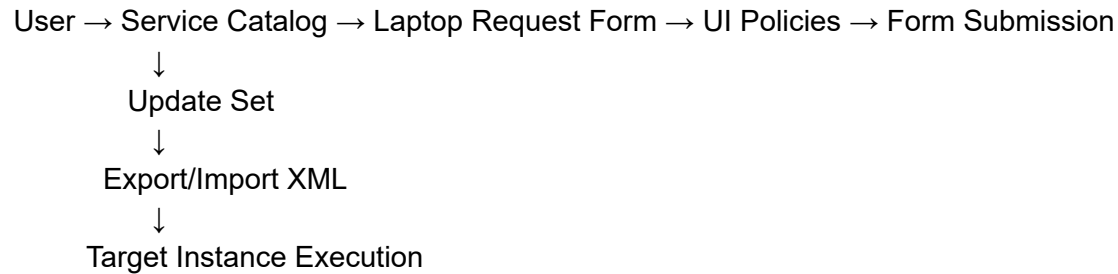 User → Service Catalog → Laptop Request Form → UI Policies → Form Submission
↓
Update Set
↓
Export/Import XML
↓
Target Instance Execution